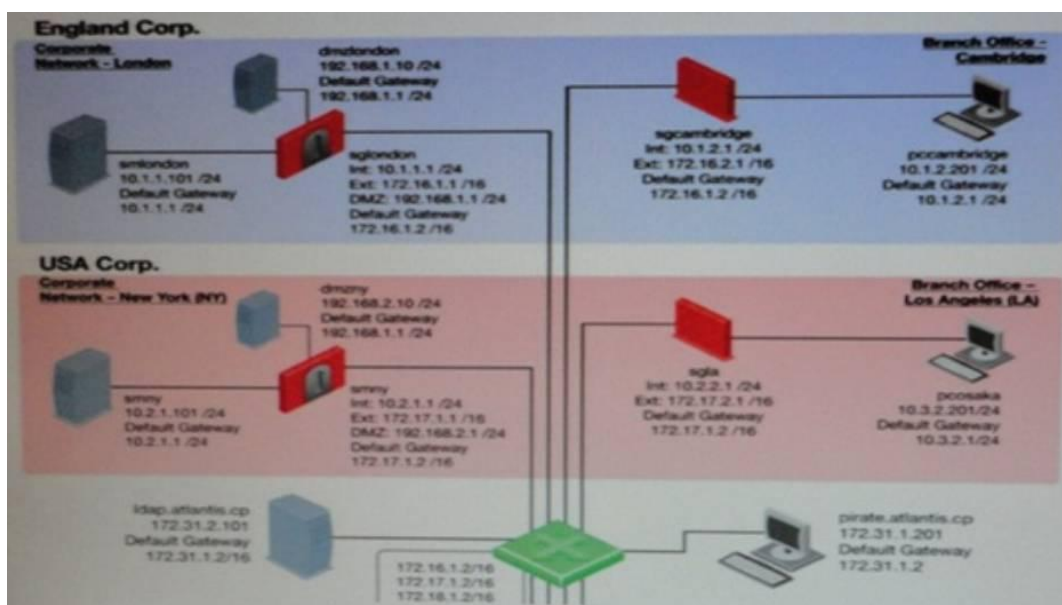 England Corp.
Corporate
Network - London
dmzlondon
192.168.1.10 /24
Default Gateway
192.168.1.1 /24
smlondon
10.1.1.101 /24
Default Gateway
10.1.1.1 /24
sglondon
Int: 10.1.1.1 /24
Ext: 172.16.1.1 /16
DMZ: 192.168.1.1 /24
Default Gateway
172.16.1.2 /16
sgcambridge
Int: 10.1.2.1 /24
Ext: 172.16.2.1 /16
Default Gateway
172.16.1.2 /16
Branch Office -
Cambridge
pccambridge
10.1.2.201 /24
Default Gateway
10.1.2.1 /24
USA Corp.
Corporate
Network - New York (NY)
dmzny
192.168.2.10 /24
Default Gateway
192.168.1.1 /24
smny
10.2.1.101 /24
Default Gateway
10.2.1.1 /24
smny
Int: 10.2.1.1 /24
Ext: 172.17.1.1 /16
DMZ: 192.168.2.1 /24
Default Gateway
172.17.1.2 /16
sgla
Int: 10.2.2.1 /24
Ext: 172.17.2.1 /16
Default Gateway
172.17.1.2 /16
Branch Office -
Los Angeles (LA)
pcosaka
10.3.2.201/24
Default Gateway
10.3.2.1/24
ldap.atlantis.cp
172.31.2.101
Default Gateway
172.31.1.2/16
172.16.1.2/16
172.17.1.2/16
172.18.1.2/16
pirate.atlantis.cp
172.31.1.201
Default Gateway
172.31.1.2